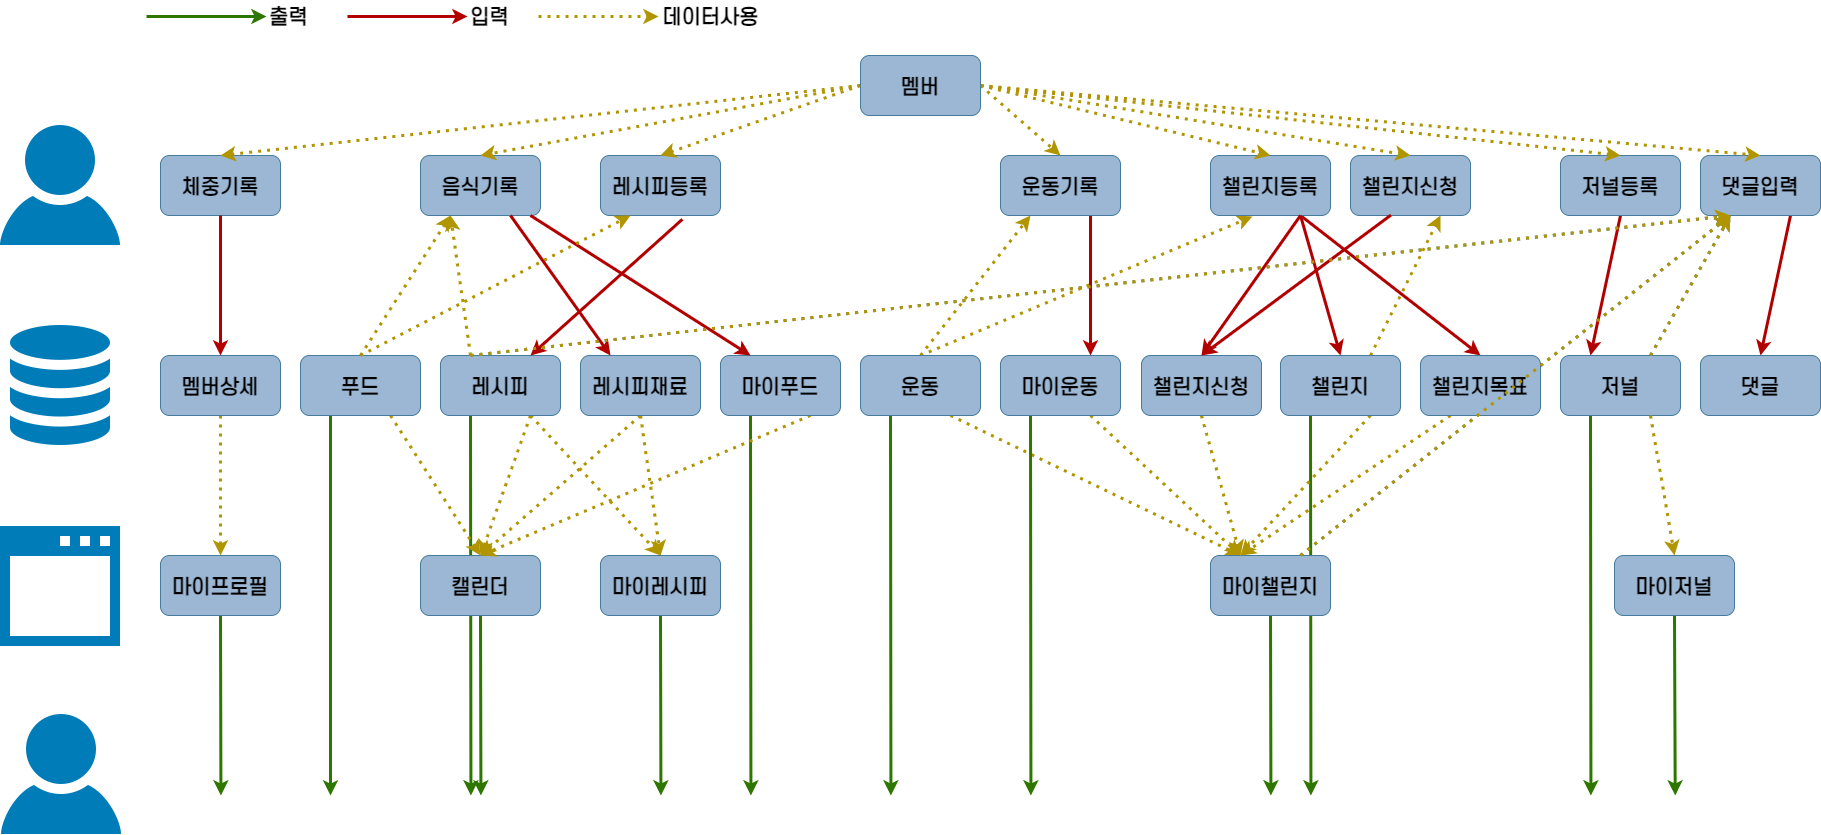 출력
입력
데이터사용
멤버
체중기록
음식기록
레시피등록
운동기록
챌린지등록
챌린지신청
저널등록
댓글입력
멤버상세
푸드
레시피
레시피재료
마이푸드
운동
마이운동
챌린지신청
챌린지
챌린지목표
저널
댓글
마이프로필
캘린더
마이레시피
마이챌린지
마이저널